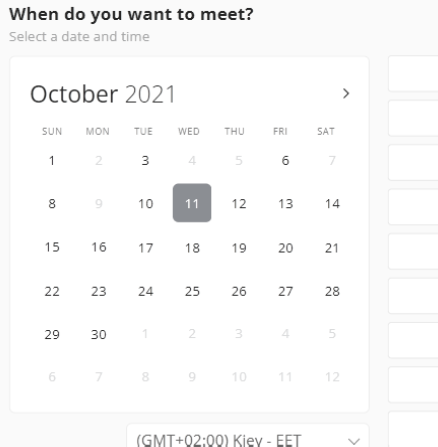 When do you want to meet?
Select a date and time
October 2021 >
SUN MON TUE WED THU FRI SAT
1 2 3 4 5 6 7
8 9 10 11 12 13 14
15 16 17 18 19 20 21
22 23 24 25 26 27 28
29 30 1 2 3 4 5
6 7 8 9 10 11 12
(GMT+02:00) Kiev - EET